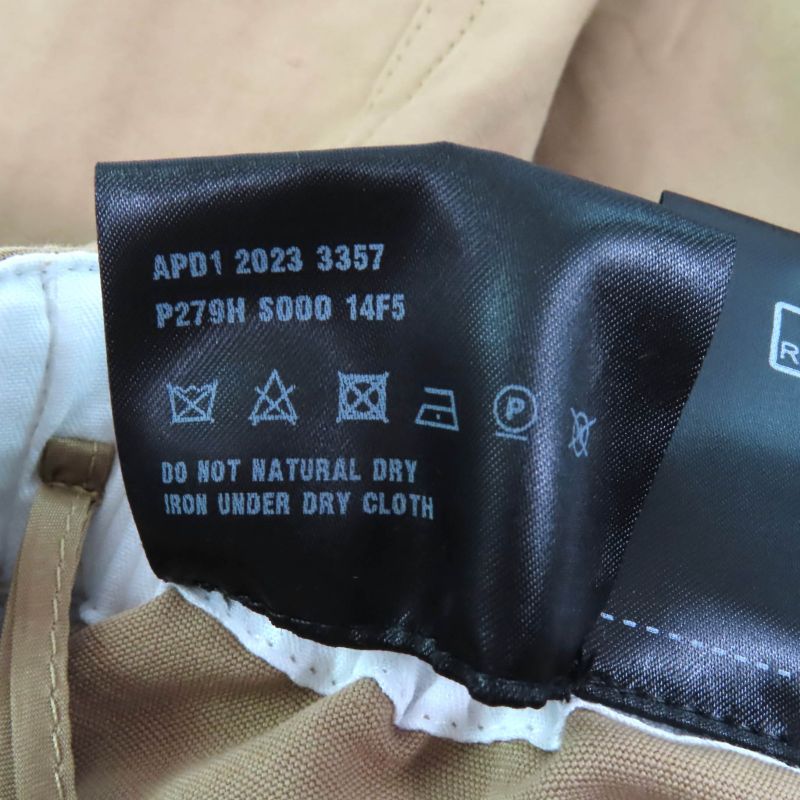 APD1 2023 3357
P279H S000 14F5
P
DO NOT NATURAL DRY
IRON UNDER DRY CLOTH
R